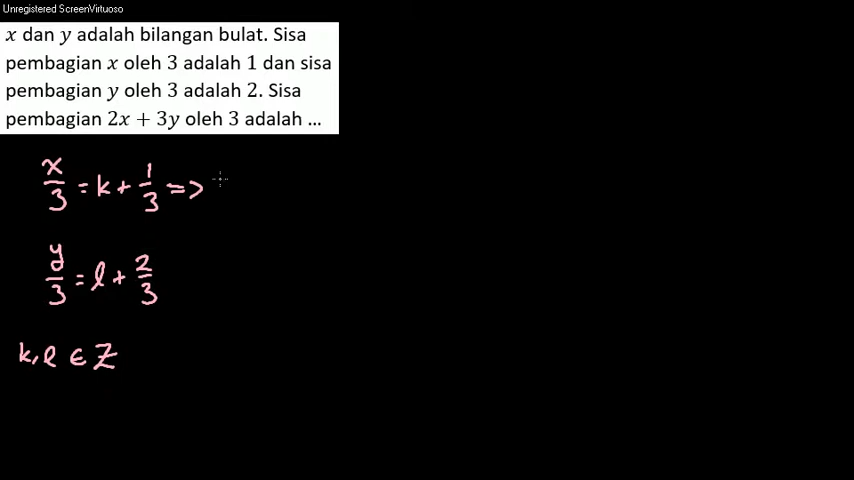 Unregistered ScreenVirtuoso
x dan y adalah bilangan bulat. Sisa
pembagian x oleh 3 adalah 1 dan sisa
pembagian y oleh 3 adalah 2. Sisa
pembagian 2x + 3y oleh 3 adalah ...
x/3 = k + 1/3 =>
y/3 = l + 2/3
k, l ∈ Z